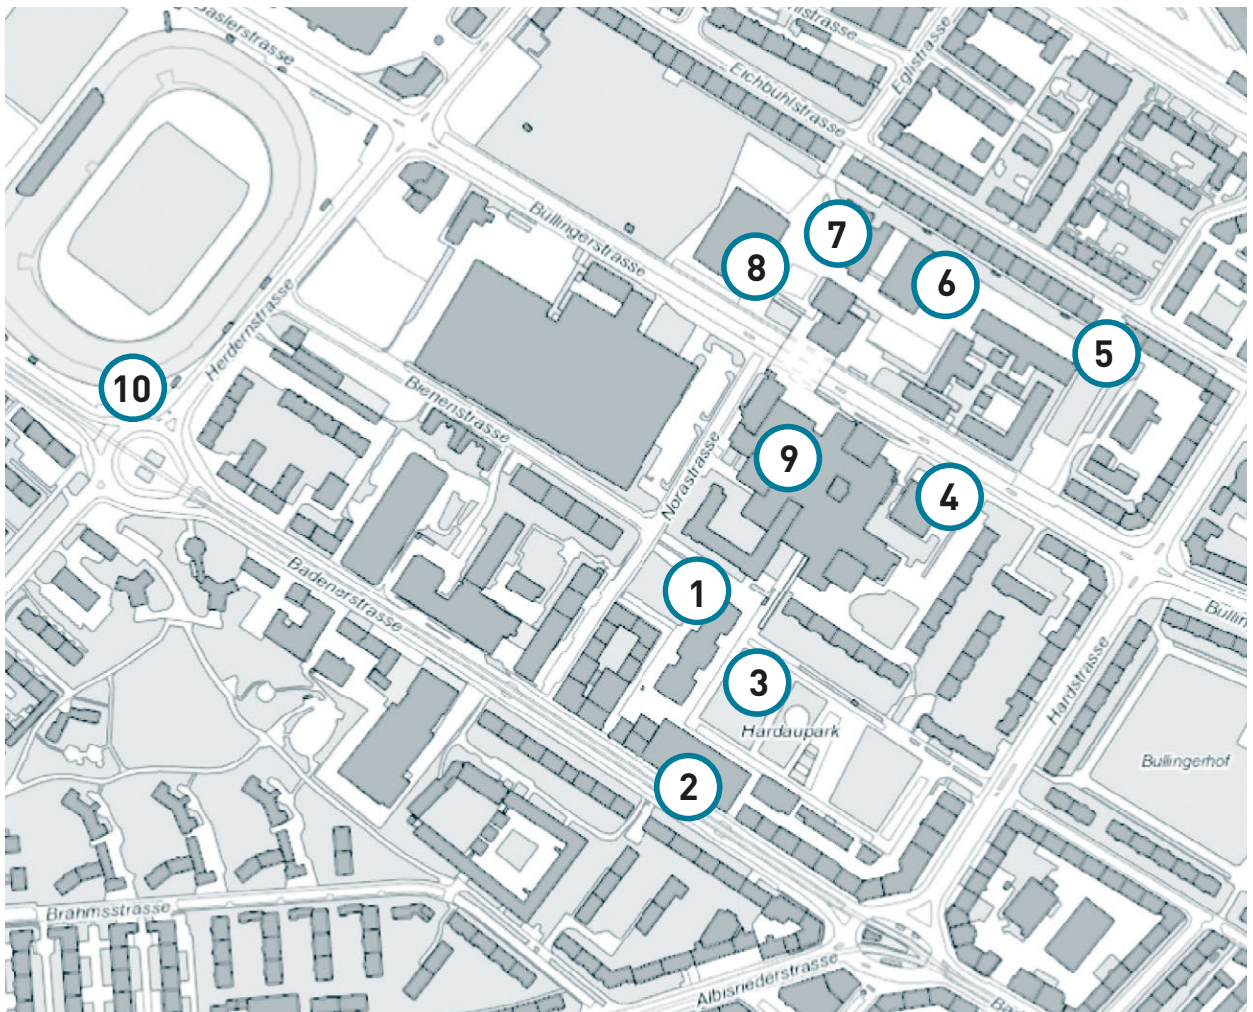 Baslerstrasse
Eglistrasse
Eichbühlstrasse
Bullingerstrasse
7
8
6
Herdernstrasse
5
10
Bienenstrasse
Norastrasse
9
4
Badenerstrasse
1
Hardstrasse
3
Hardaupark
Bullingerhof
2
Brahmsstrasse
Albisriederstrasse